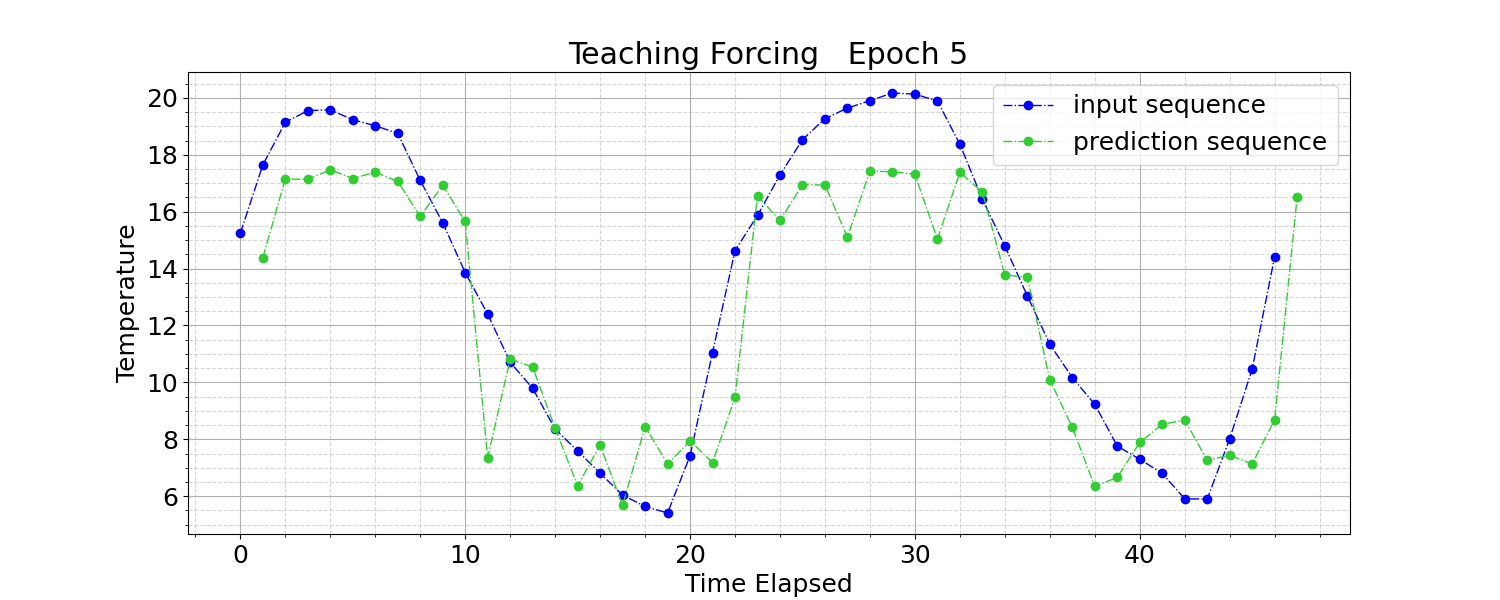 Teaching Forcing   Epoch 5
input sequence
prediction sequence
Temperature
20
18
16
14
12
10
8
6
0 10 20 30 40
Time Elapsed